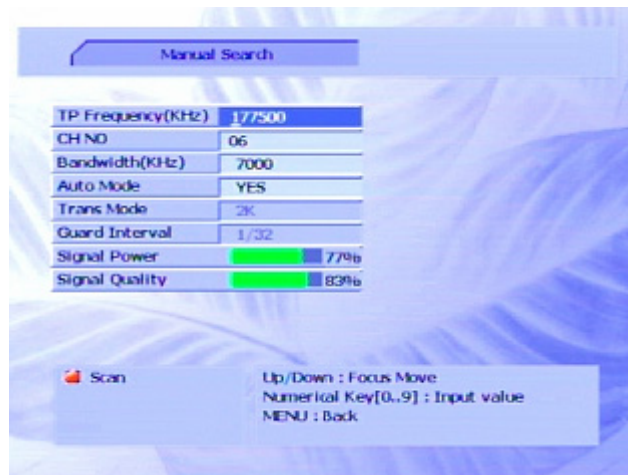 Manual Search
TP Frequency(KHz) 177500
CH NO 06
Bandwidth(KHz) 7000
Auto Mode YES
Trans Mode 2K
Guard Interval 1/32
Signal Power 77%
Signal Quality 83%
Scan
Up/Down : Focus Move
Numerical Key[0..9] : Input value
MENU : Back